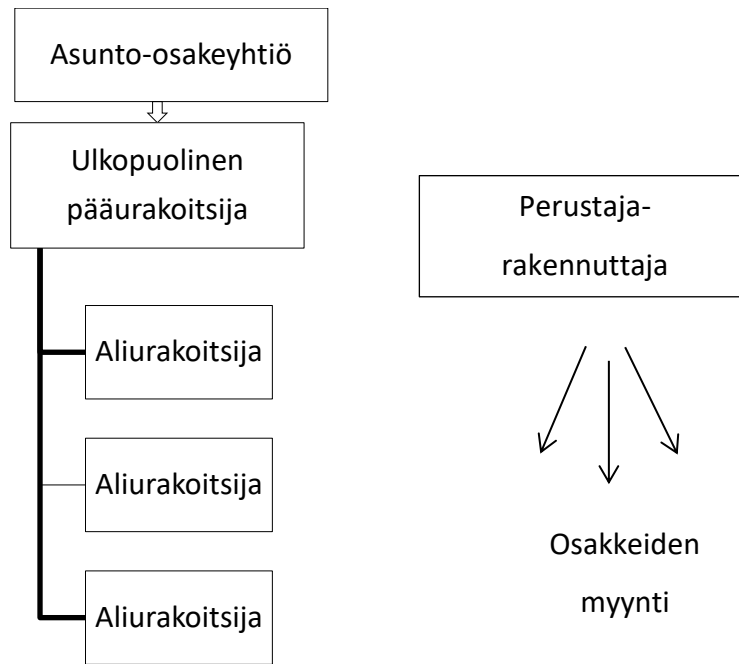 Asunto-osakeyhtiö
Ulkopuolinen
pääurakoitsija
Aliurakoitsija
Aliurakoitsija
Aliurakoitsija
Perustaja-
rakennuttaja
Osakkeiden
myynti